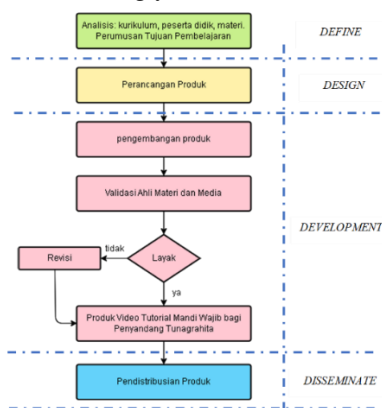 Analisis: kurikulum, peserta didik, materi.
Perumusan Tujuan Pembelajaran
DEFINE
Perancangan Produk
DESIGN
pengembangan produk
Validasi Ahli Materi dan Media
DEVELOPMENT
Revisi
tidak
Layak
ya
Produk Video Tutorial Mandi Wajib bagi
Penyandang Tunagrahita
Pendistribusian Produk
DISSEMINATE